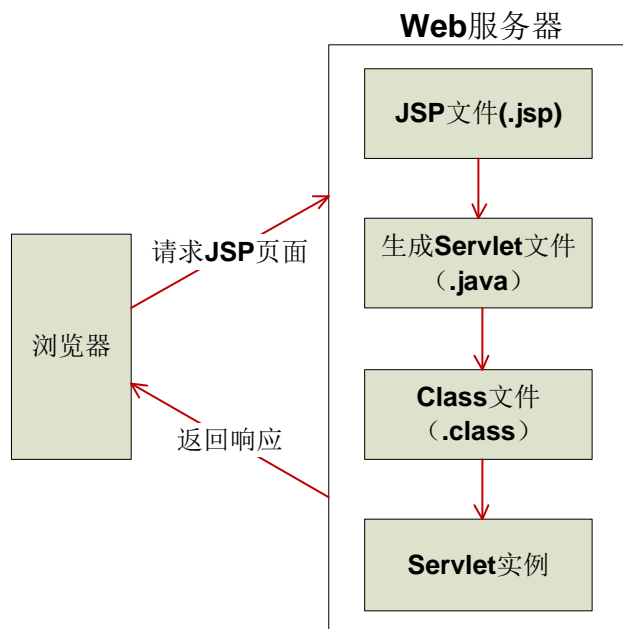 Web服务器
JSP文件(.jsp)
请求JSP页面
生成Servlet文件
（.java）
浏览器
Class文件
（.class）
返回响应
Servlet实例